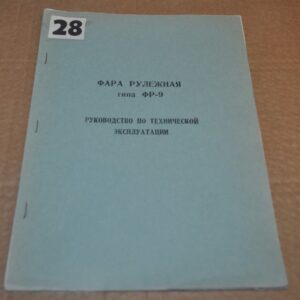 28
ФАРА РУЛЕЖНАЯ
типа ФР-9
РУКОВОДСТВО ПО ТЕХНИЧЕСКОЙ
ЭКСПЛУАТАЦИИ